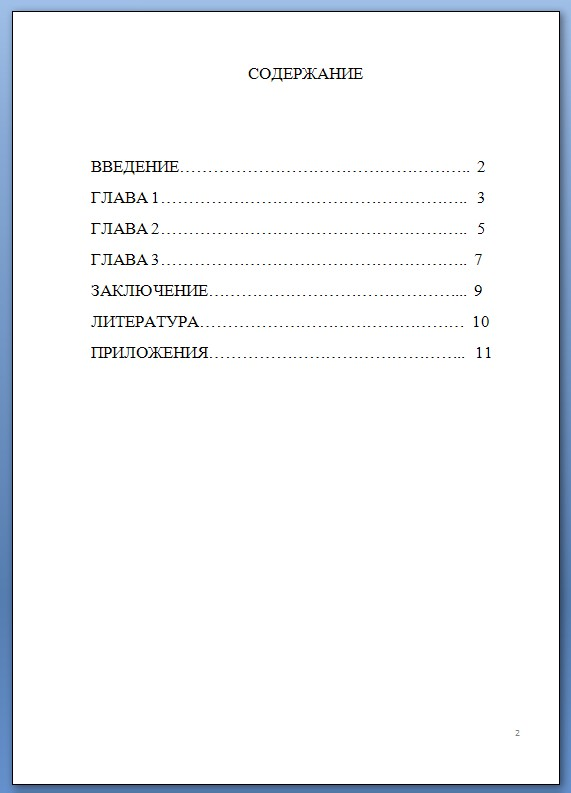 СОДЕРЖАНИЕ
ВВЕДЕНИЕ…………………………………………….. 2
ГЛАВА 1……………………………………………….. 3
ГЛАВА 2……………………………………………….. 5
ГЛАВА 3……………………………………………….. 7
ЗАКЛЮЧЕНИЕ………………………………………... 9
ЛИТЕРАТУРА………………………………………… 10
ПРИЛОЖЕНИЯ……………………………………….. 11
2